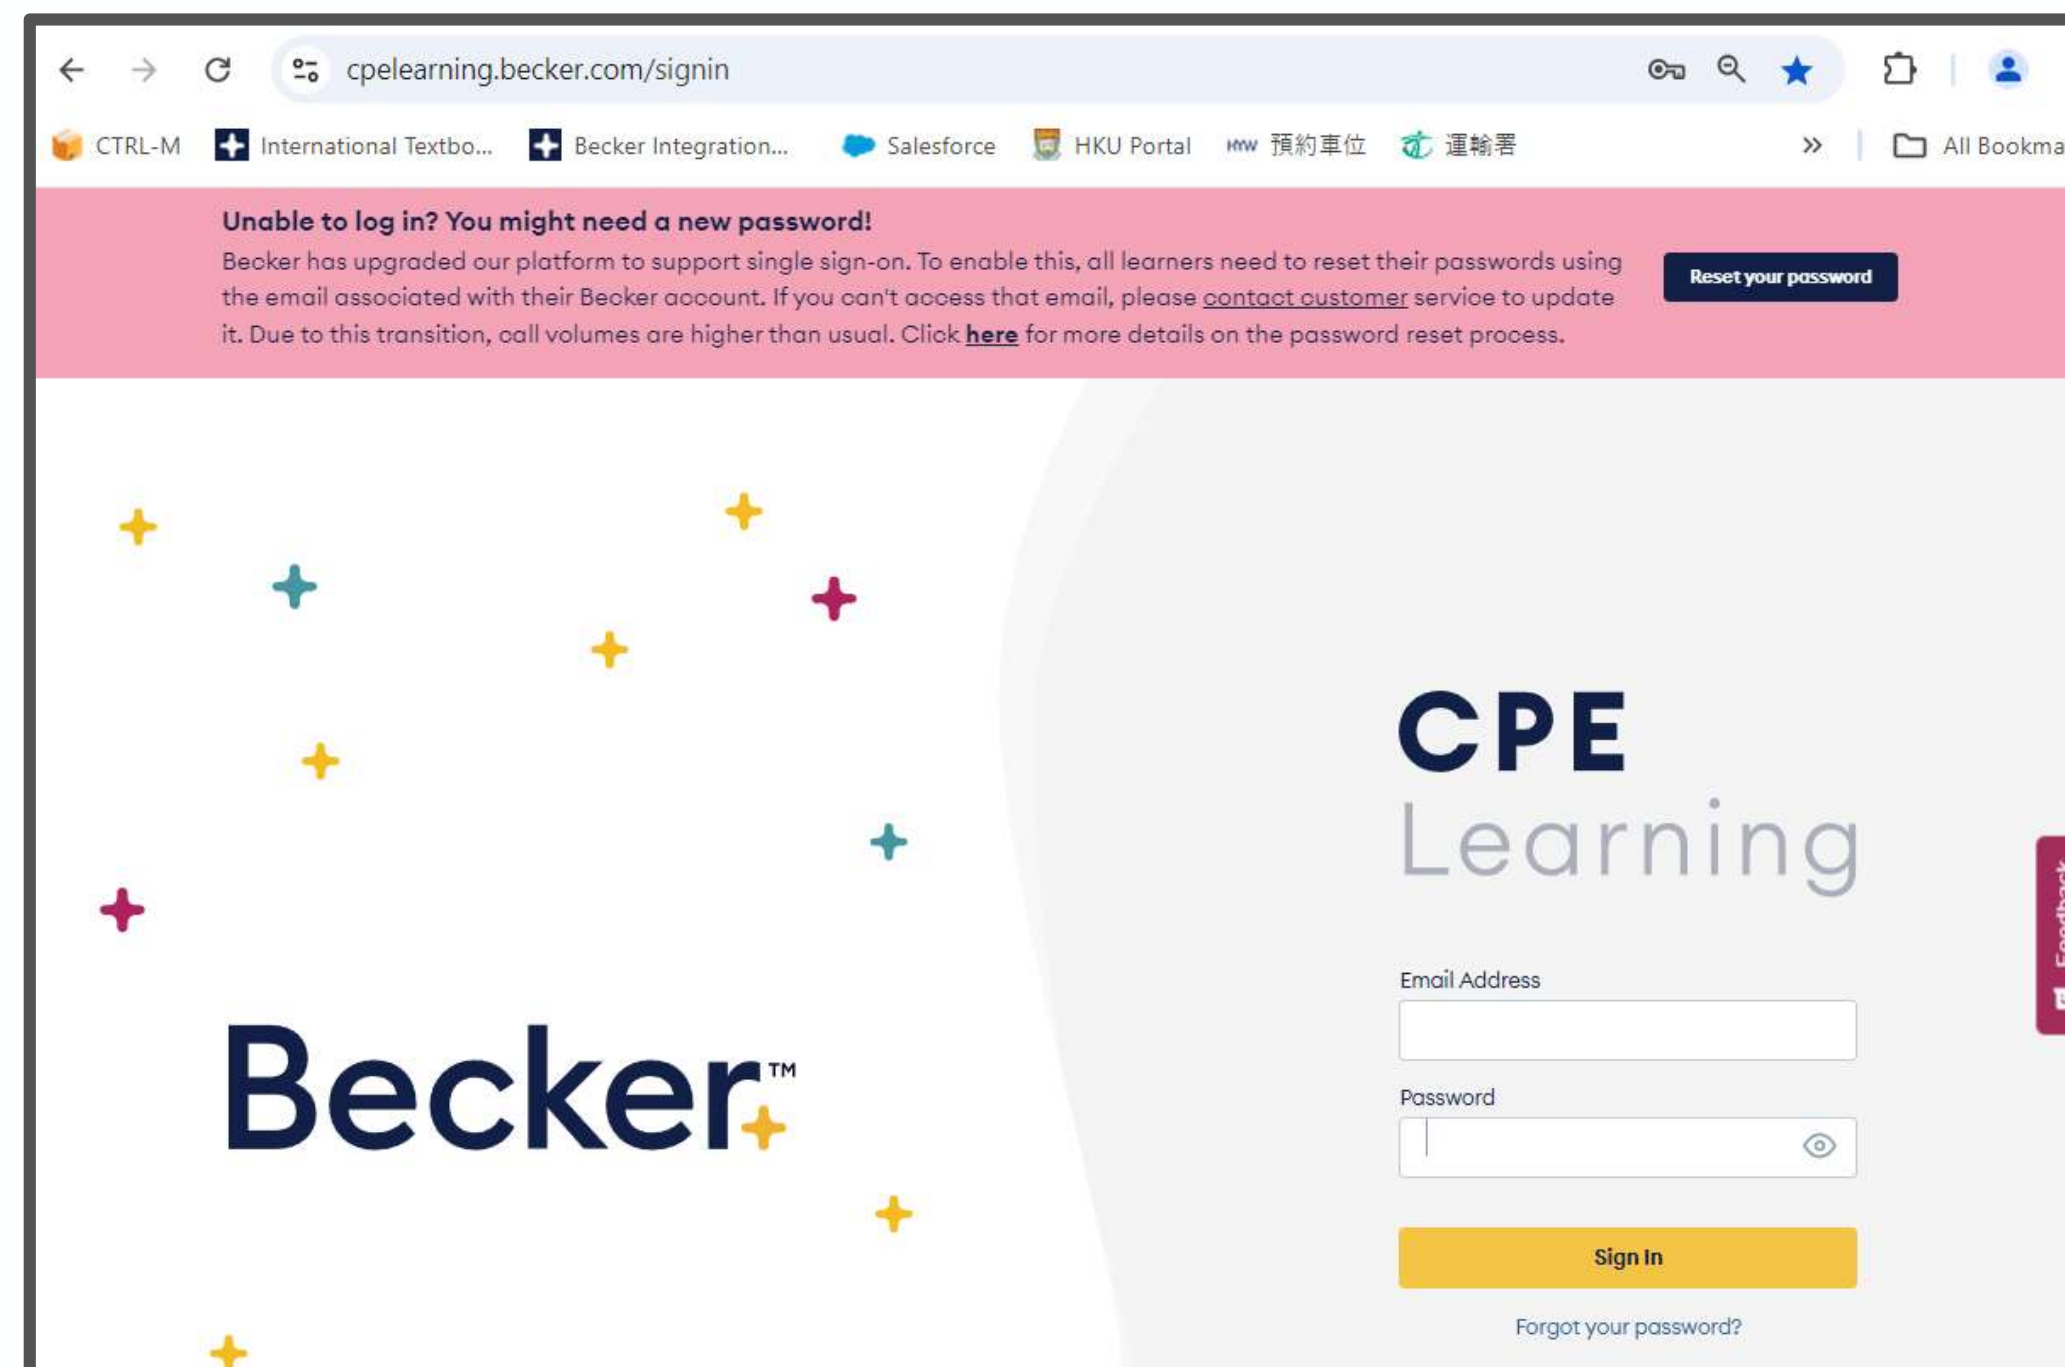 cpelearning.becker.com/signin
CTRL-M International Textbo... Becker Integration... Salesforce HKU Portal HYW 預約車位 運輸署 All Bookma
Unable to log in? You might need a new password!
Becker has upgraded our platform to support single sign-on. To enable this, all learners need to reset their passwords using
the email associated with their Becker account. If you can't access that email, please contact customer service to update
it. Due to this transition, call volumes are higher than usual. Click here for more details on the password reset process.
Reset your password
CPE
Learning
Feedback
Email Address
Password
Becker™
Sign In
Forgot your password?